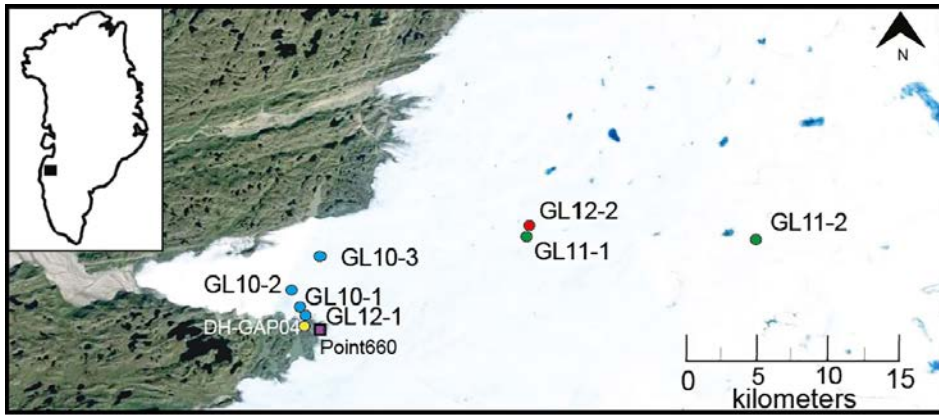 N
GL12-2
GL11-1
GL11-2
GL10-3
GL10-2
GL10-1
GL12-1
DH-GAP04
Point660
0 5 10 15
kilometers